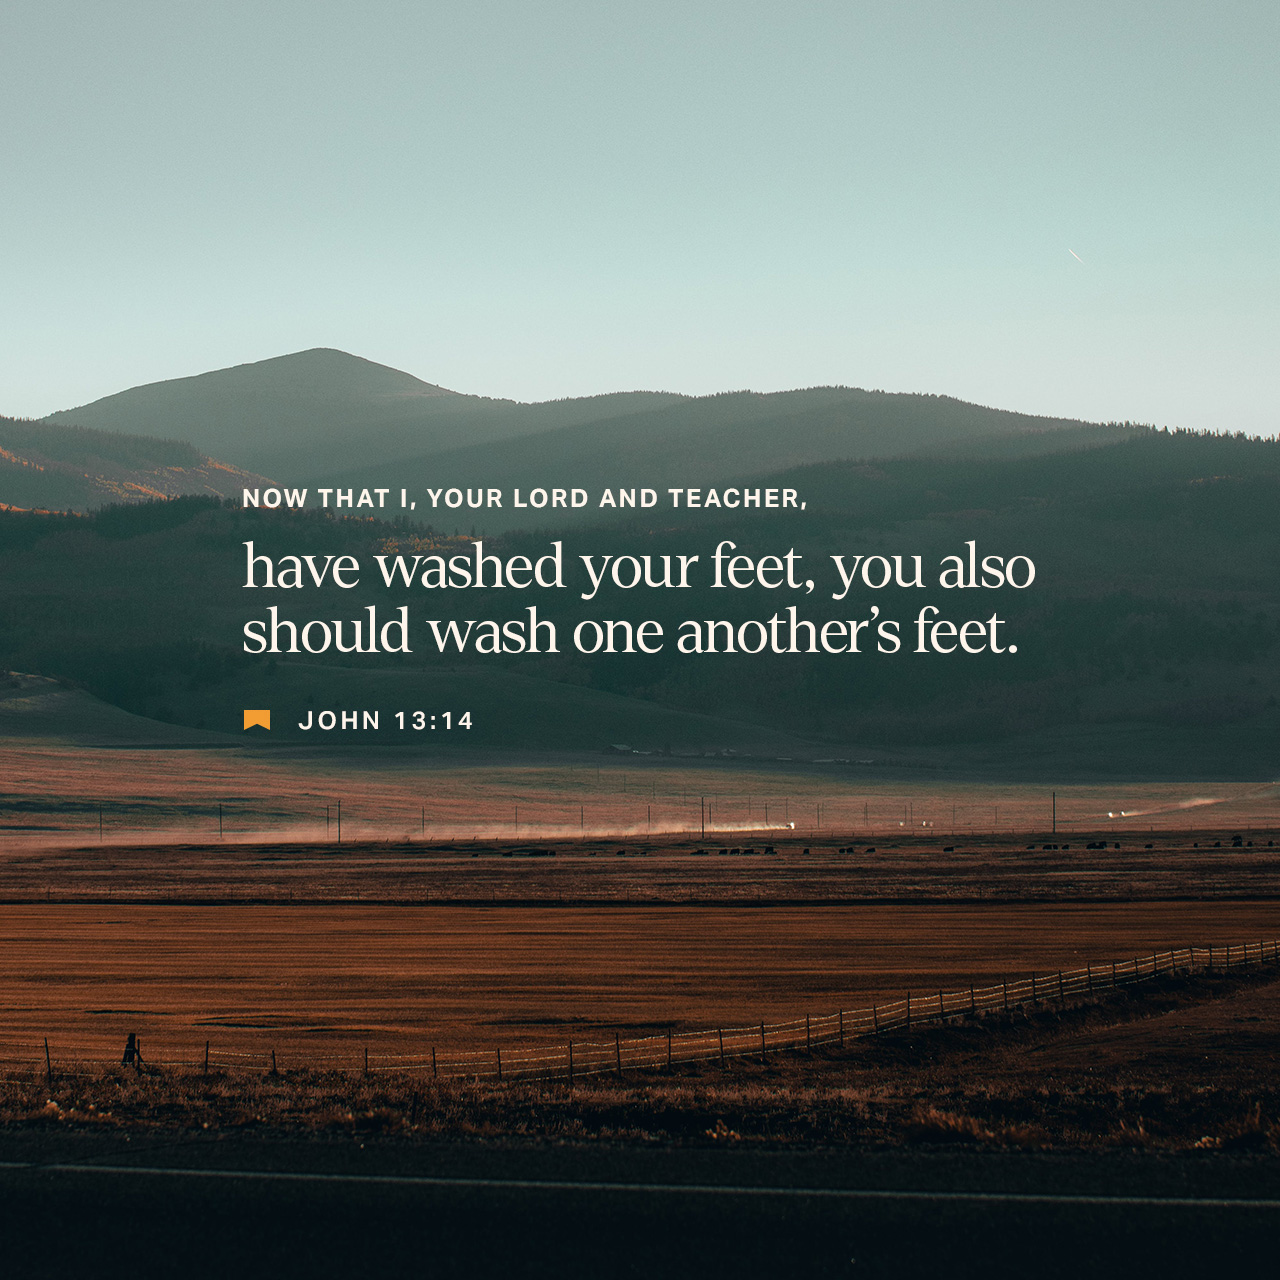 NOW THAT I, YOUR LORD AND TEACHER,
have washed your feet, you also
should wash one another’s feet.
JOHN 13:14